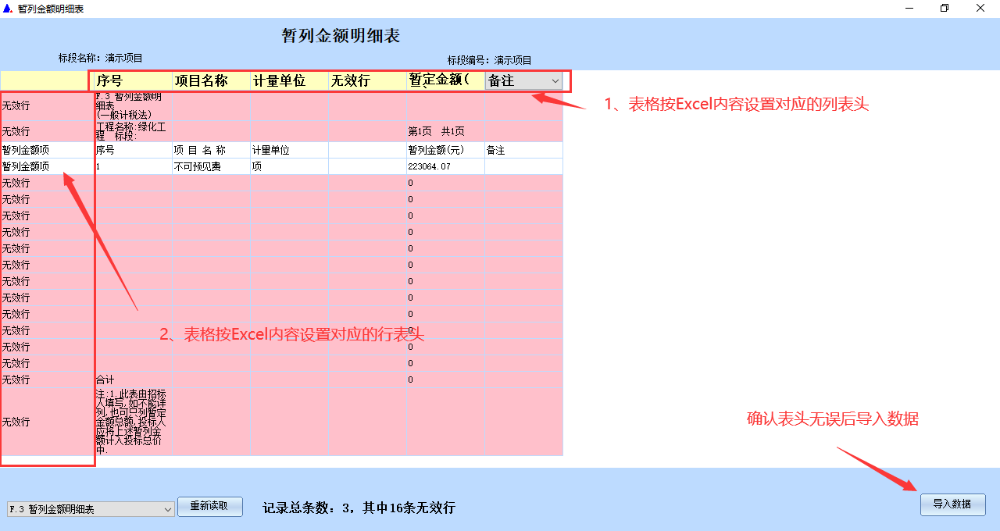 暂列金额明细表
暂列金额明细表
标段名称：演示项目
标段编号：演示项目
序号 项目名称 计量单位 无效行 暂定金额( 备注
1、表格按Excel内容设置对应的列表头
无效行 F.3 暂列金额明
细表
(一般计税法)
无效行 工程名称:绿化工
程 标段: 第1页 共1页
暂列金额项 序号 项 目 名 称 计量单位 暂列金额(元) 备注
暂列金额项 1 不可预见费 项 223064.07
无效行 0
无效行 0
无效行 0
无效行 0
无效行 0
无效行 0
无效行 0
无效行 0
无效行 0
无效行 0
2、表格按Excel内容设置对应的行表头
无效行 0
无效行 0
无效行 合计 0
无效行 注:1.此表由招标
人填写,如不能详
列,也可只列暂定
金额总额,投标人
应将上述暂列金
额计入投标总价
中.
确认表头无误后导入数据
F.3 暂列金额明细表 重新读取 记录总条数：3，其中16条无效行 导入数据